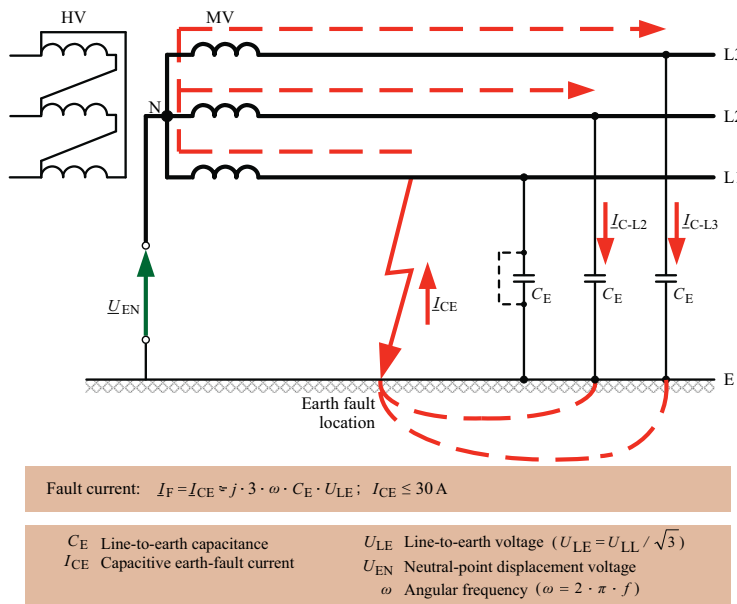 HV
MV
L3
N
L2
L1
I C-L2
I C-L3
U EN
I CE
C E
C E
C E
E
Earth fault
location
Fault current: I F = I CE ≈ j · 3 · ω · C E · U LE ; I CE ≤ 30 A
C E Line-to-earth capacitance
I CE Capacitive earth-fault current
U LE Line-to-earth voltage (U LE = U LL / √3)
U EN Neutral-point displacement voltage
ω Angular frequency (ω = 2 · π · f)